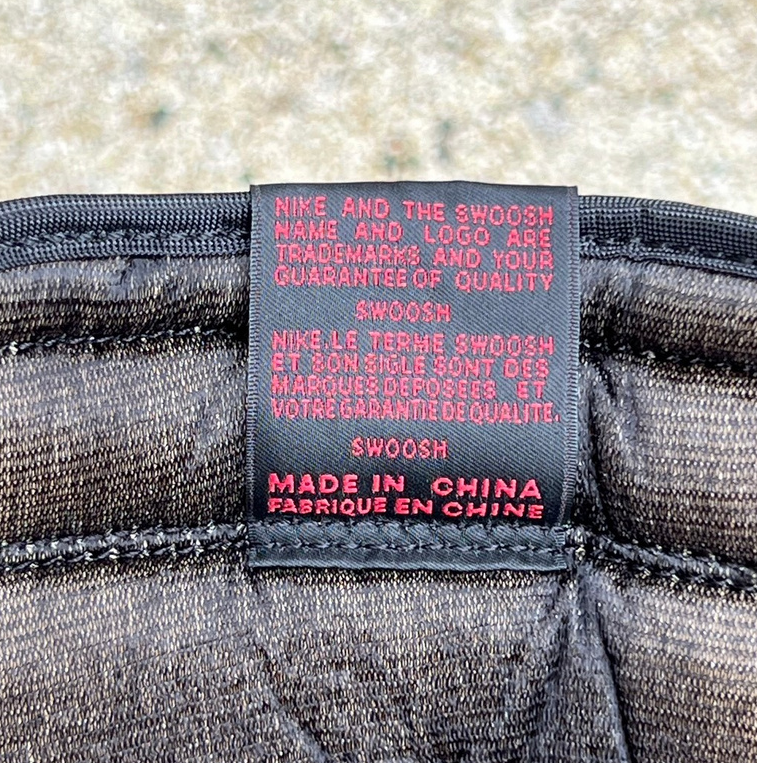 NIKE AND THE SWOOSH
NAME AND LOGO ARE
TRADEMARKS AND YOUR
GUARANTEE OF QUALITY
SWOOSH
NIKE, LE TERME SWOOSH
ET SON SIGLE SONT DES
MARQUES DEPOSEES ET
VOTRE GARANTIE DE QUALITE.
SWOOSH
MADE IN CHINA
FABRIQUE EN CHINE